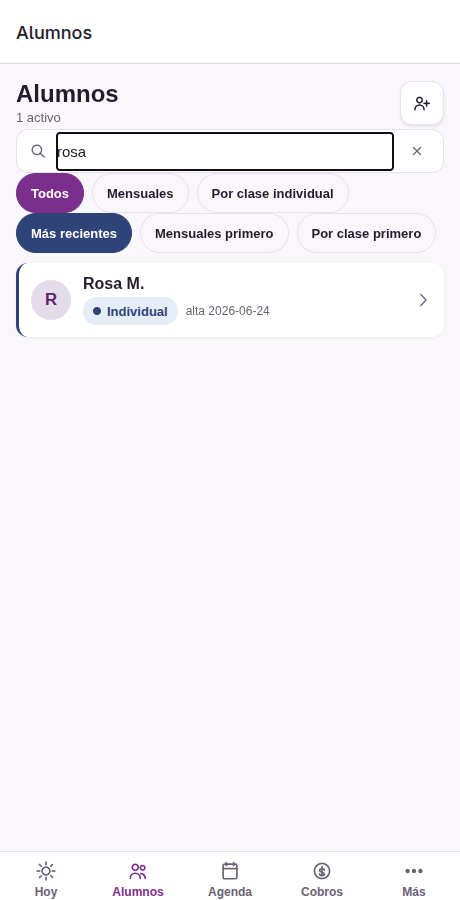 Alumnos
Alumnos
1 activo
rosa
Todos Mensuales Por clase individual
Más recientes Mensuales primero Por clase primero
R
Rosa M.
Individual alta 2026-06-24
Hoy Alumnos Agenda Cobros Más